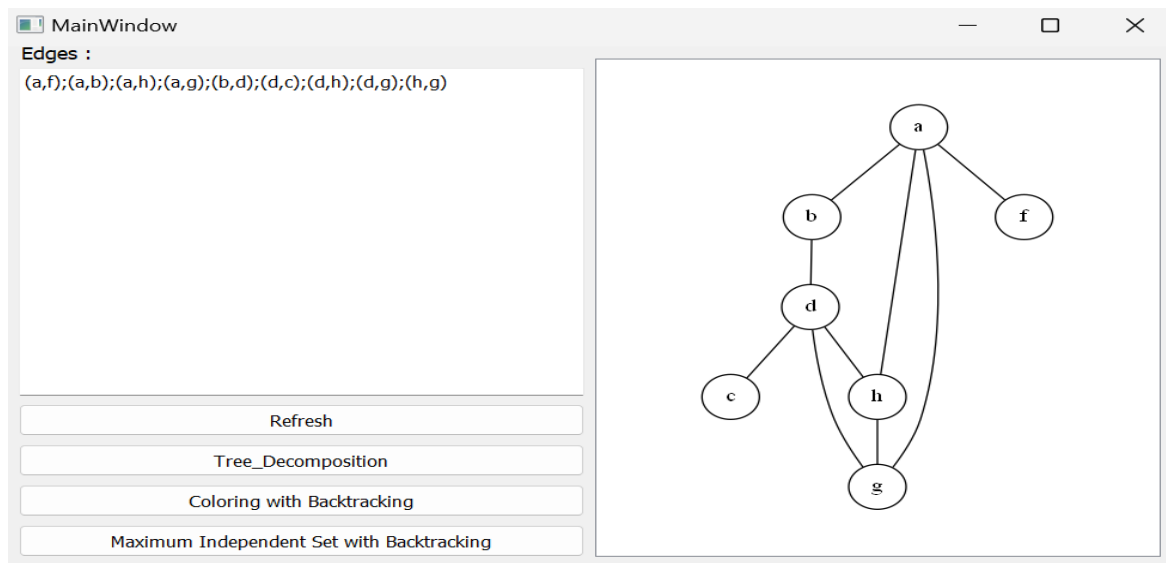 MainWindow
Edges :
(a,f);(a,b);(a,h);(a,g);(b,d);(d,c);(d,h);(d,g);(h,g)
Refresh
Tree_Decomposition
Coloring with Backtracking
Maximum Independent Set with Backtracking
a
b
f
d
c
h
g